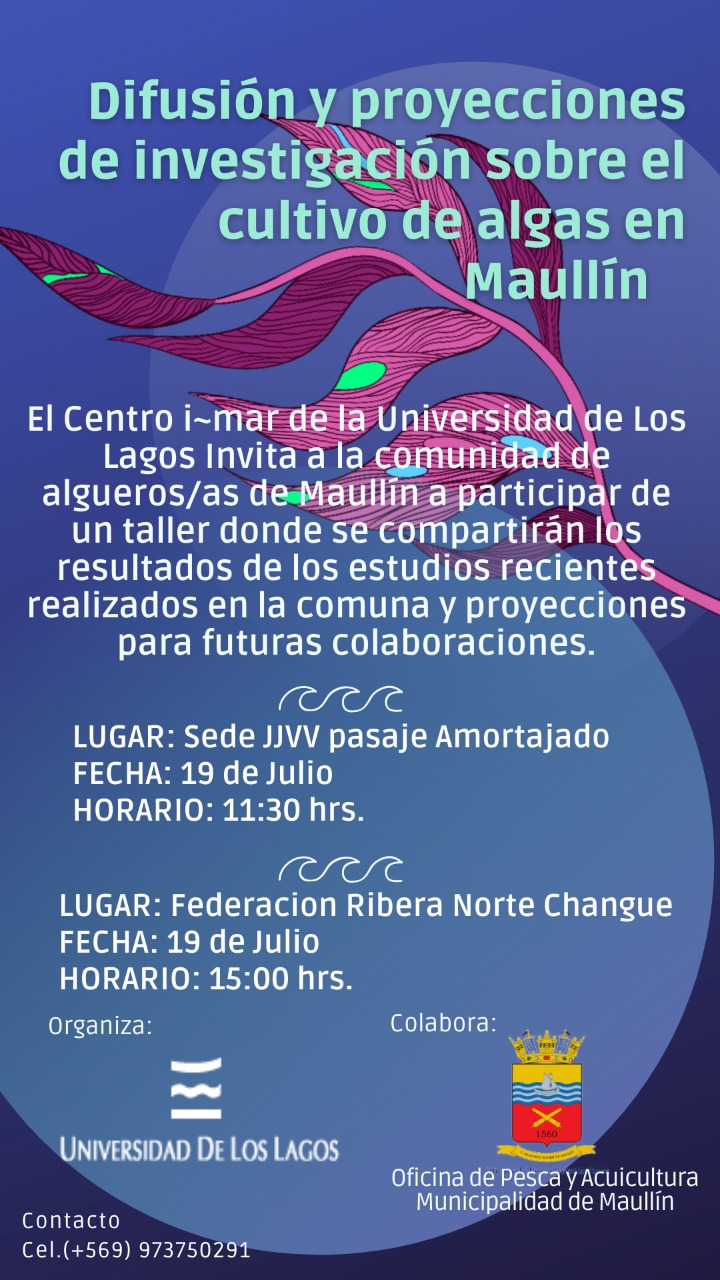 Difusión y proyecciones
de investigación sobre el
cultivo de algas en
Maullín
El Centro i~mar de la Universidad de Los
Lagos Invita a la comunidad de
algueros/as de Maullín a participar de
un taller donde se compartirán los
resultados de los estudios recientes
realizados en la comuna y proyecciones
para futuras colaboraciones.
LUGAR: Sede JJVV pasaje Amortajado
FECHA: 19 de Julio
HORARIO: 11:30 hrs.
LUGAR: Federacion Ribera Norte Changue
FECHA: 19 de Julio
HORARIO: 15:00 hrs.
Organiza:
UNIVERSIDAD DE LOS LAGOS
Colabora:
1560
Oficina de Pesca y Acuicultura
Municipalidad de Maullín
Contacto
Cel.(+569) 973750291